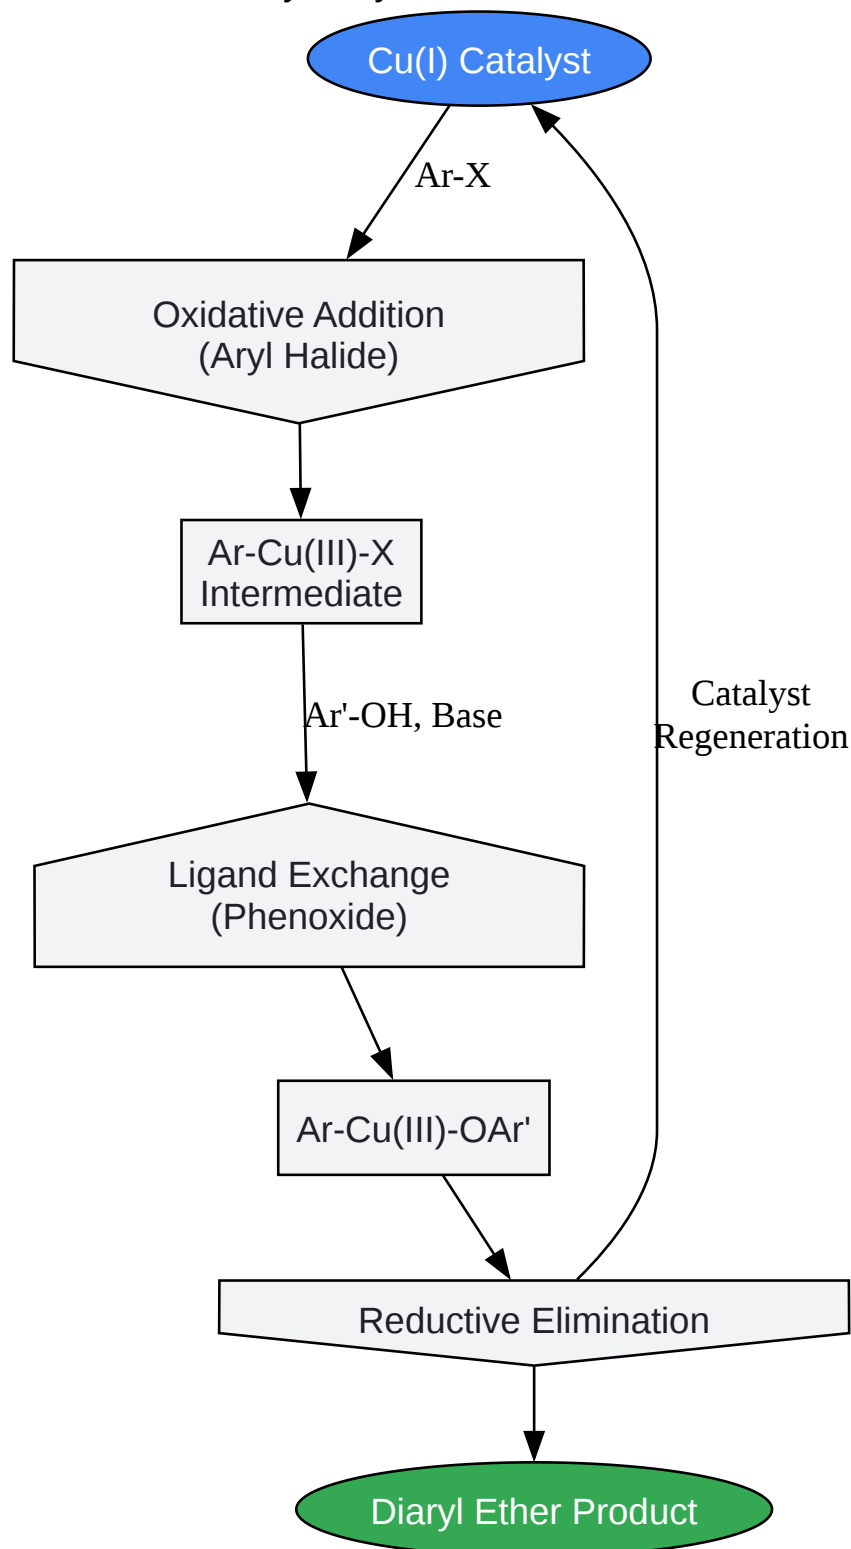 Cu(I) Catalyst
Ar-X
Oxidative Addition
(Aryl Halide)
Ar-Cu(III)-X
Intermediate
Ar'-OH, Base
Catalyst
Regeneration
Ligand Exchange
(Phenoxide)
Ar-Cu(III)-OAr'
Reductive Elimination
Diaryl Ether Product